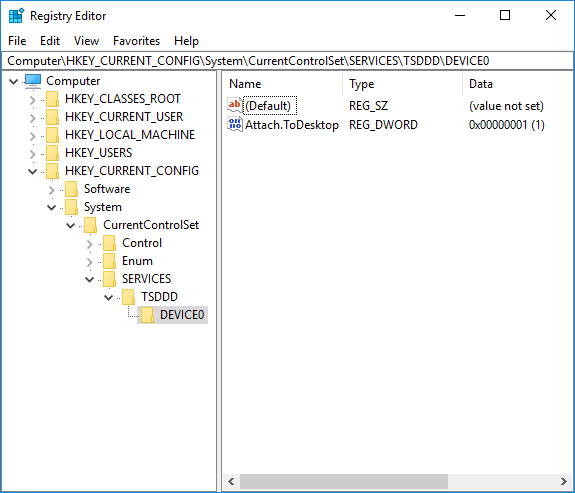 Registry Editor
File Edit View Favorites Help
Computer\HKEY_CURRENT_CONFIG\System\CurrentControlSet\SERVICES\TSDDD\DEVICE0
Computer
HKEY_CLASSES_ROOT
HKEY_CURRENT_USER
HKEY_LOCAL_MACHINE
HKEY_USERS
HKEY_CURRENT_CONFIG
Software
System
CurrentControlSet
Control
Enum
SERVICES
TSDDD
DEVICE0
Name Type Data
ab (Default) REG_SZ (value not set)
Attach.ToDesktop REG_DWORD 0x00000001 (1)